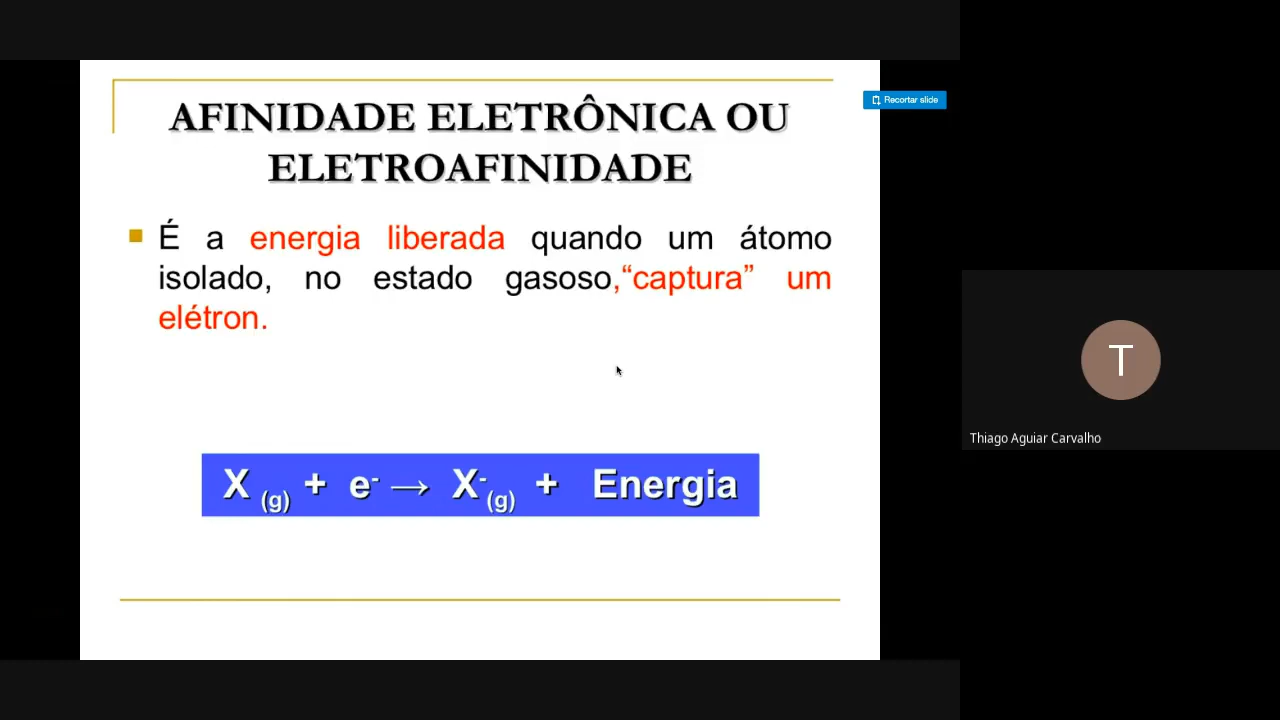 AFINIDADE ELETRÔNICA OU
ELETROAFINIDADE
Recortar slide
É a energia liberada quando um átomo
isolado, no estado gasoso,“captura” um
elétron.
X (g) + e- → X-(g) + Energia
T
Thiago Aguiar Carvalho